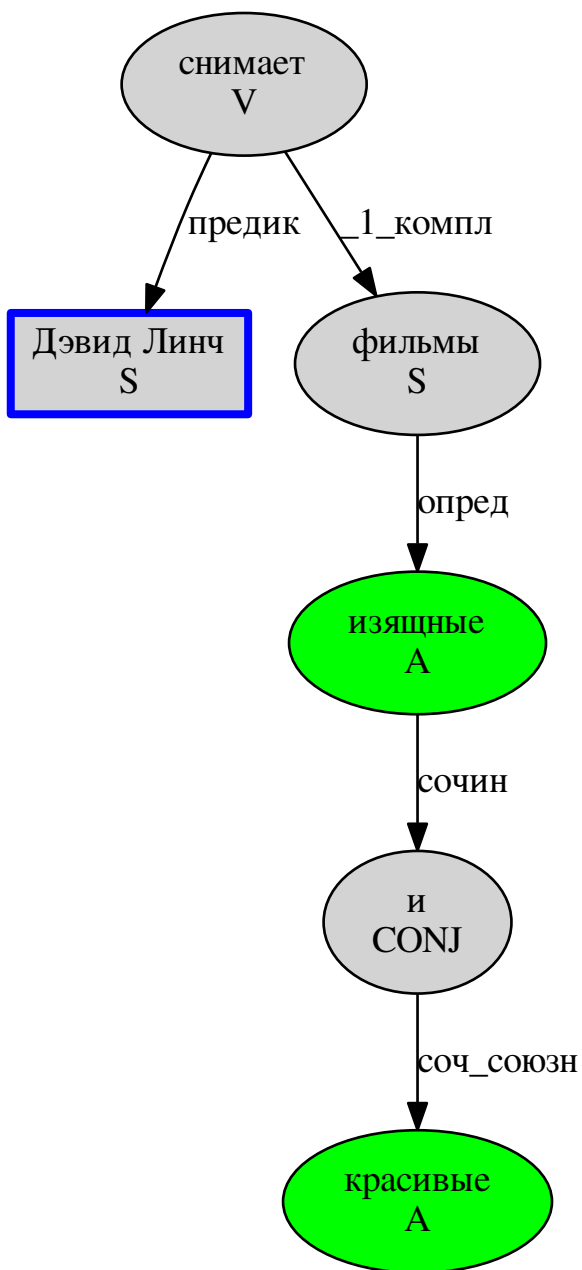 снимает
V
предик
_1_компл
Дэвид Линч
S
фильмы
S
опред
изящные
A
сочин
и
CONJ
соч_союзн
красивые
A